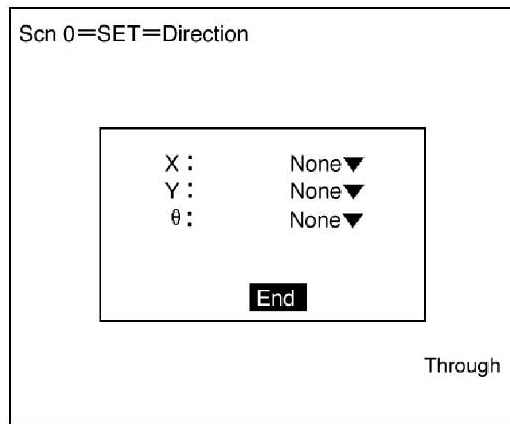 Scn 0=SET=Direction
X: None▼
Y: None▼
θ: None▼
End
Through